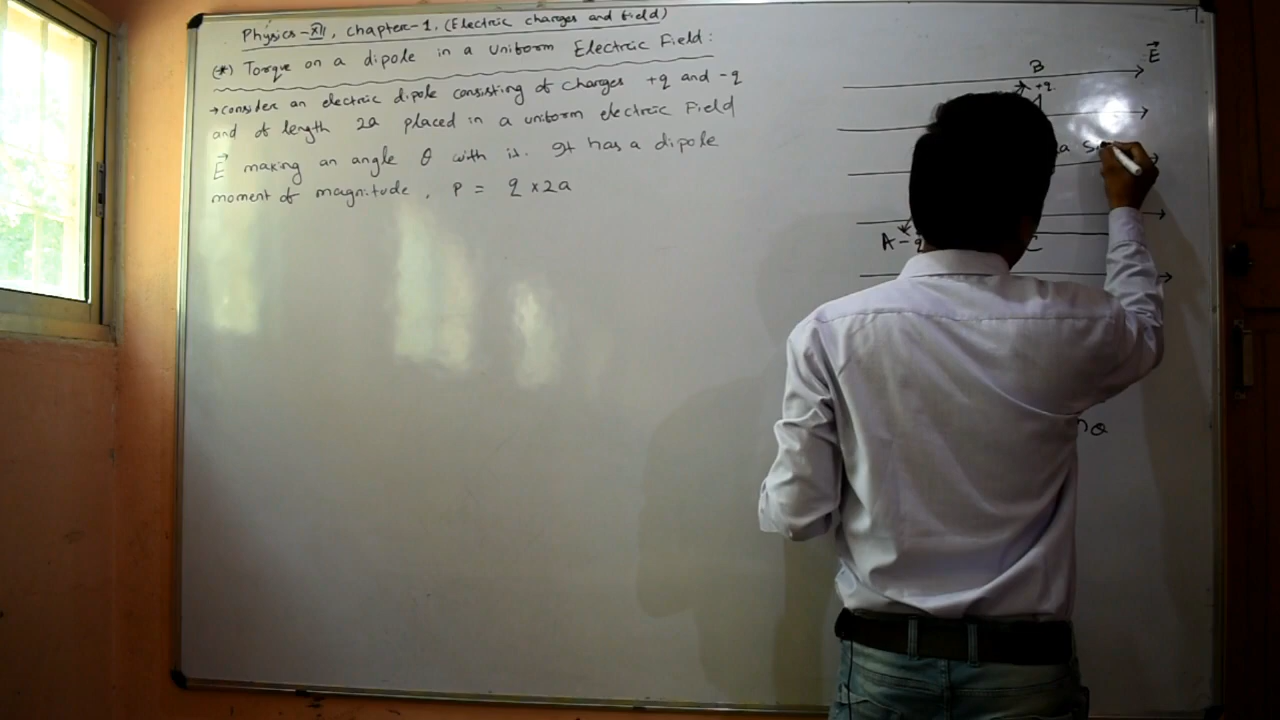 Physics-XII, chapter-1, (Electric charges and field)
(*) Torque on a dipole in a uniform Electric Field:
→ consider an electric dipole consisting of charges +q and -q
and of length 2a placed in a uniform electric Field
E⃗ making an angle θ with it. It has a dipole
moment of magnitude, P = q × 2a
E⃗
B
+q
a S
A -q
C
θ